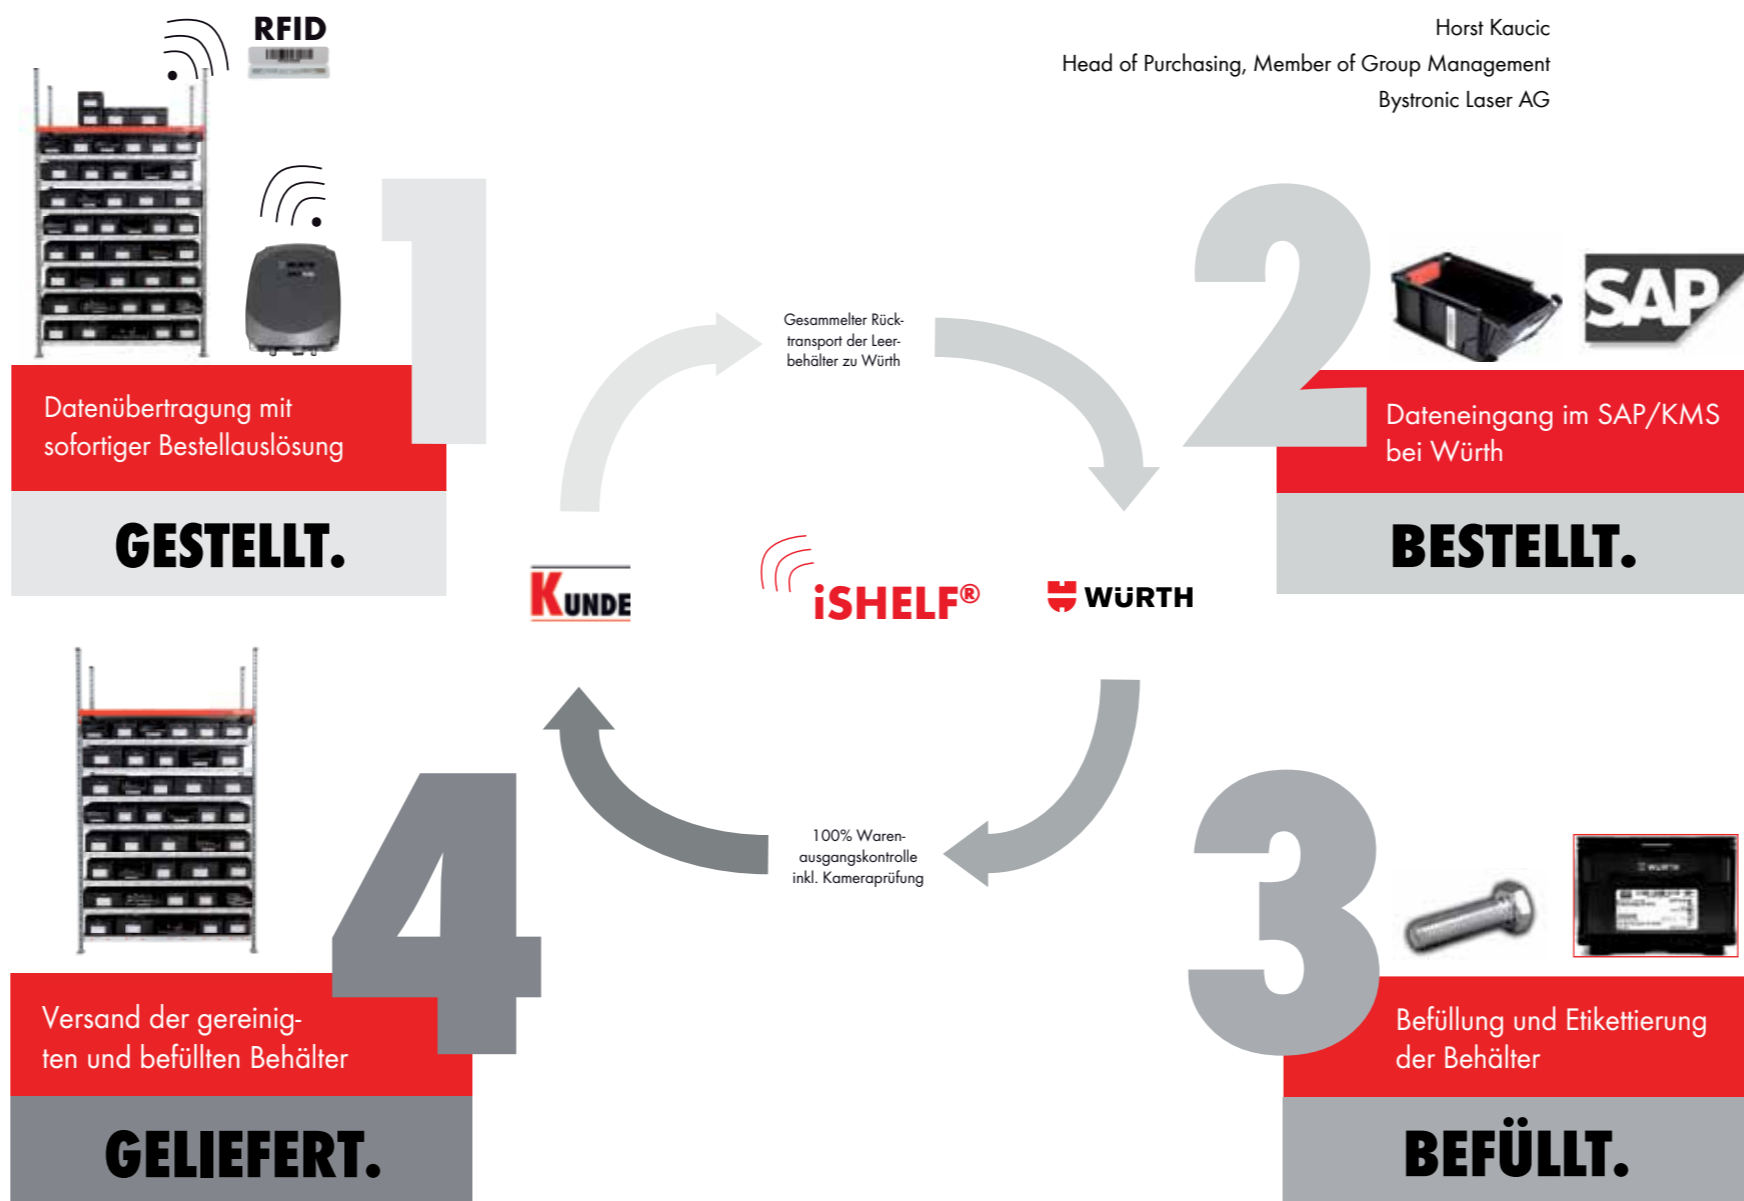 RFID
Horst Kaucic
Head of Purchasing, Member of Group Management
Bystronic Laser AG
1
Datenübertragung mit
sofortiger Bestellauslösung
GESTELLT.
Gesammelter Rück-
transport der Leer-
behälter zu Würth
2
SAP
Dateneingang im SAP/KMS
bei Würth
BESTELLT.
KUNDE
iSHELF®
WÜRTH
4
Versand der gereinig-
ten und befüllten Behälter
GELIEFERT.
100% Waren-
ausgangskontrolle
inkl. Kameraprüfung
3
WÜRTH
Befüllung und Etikettierung
der Behälter
BEFÜLLT.